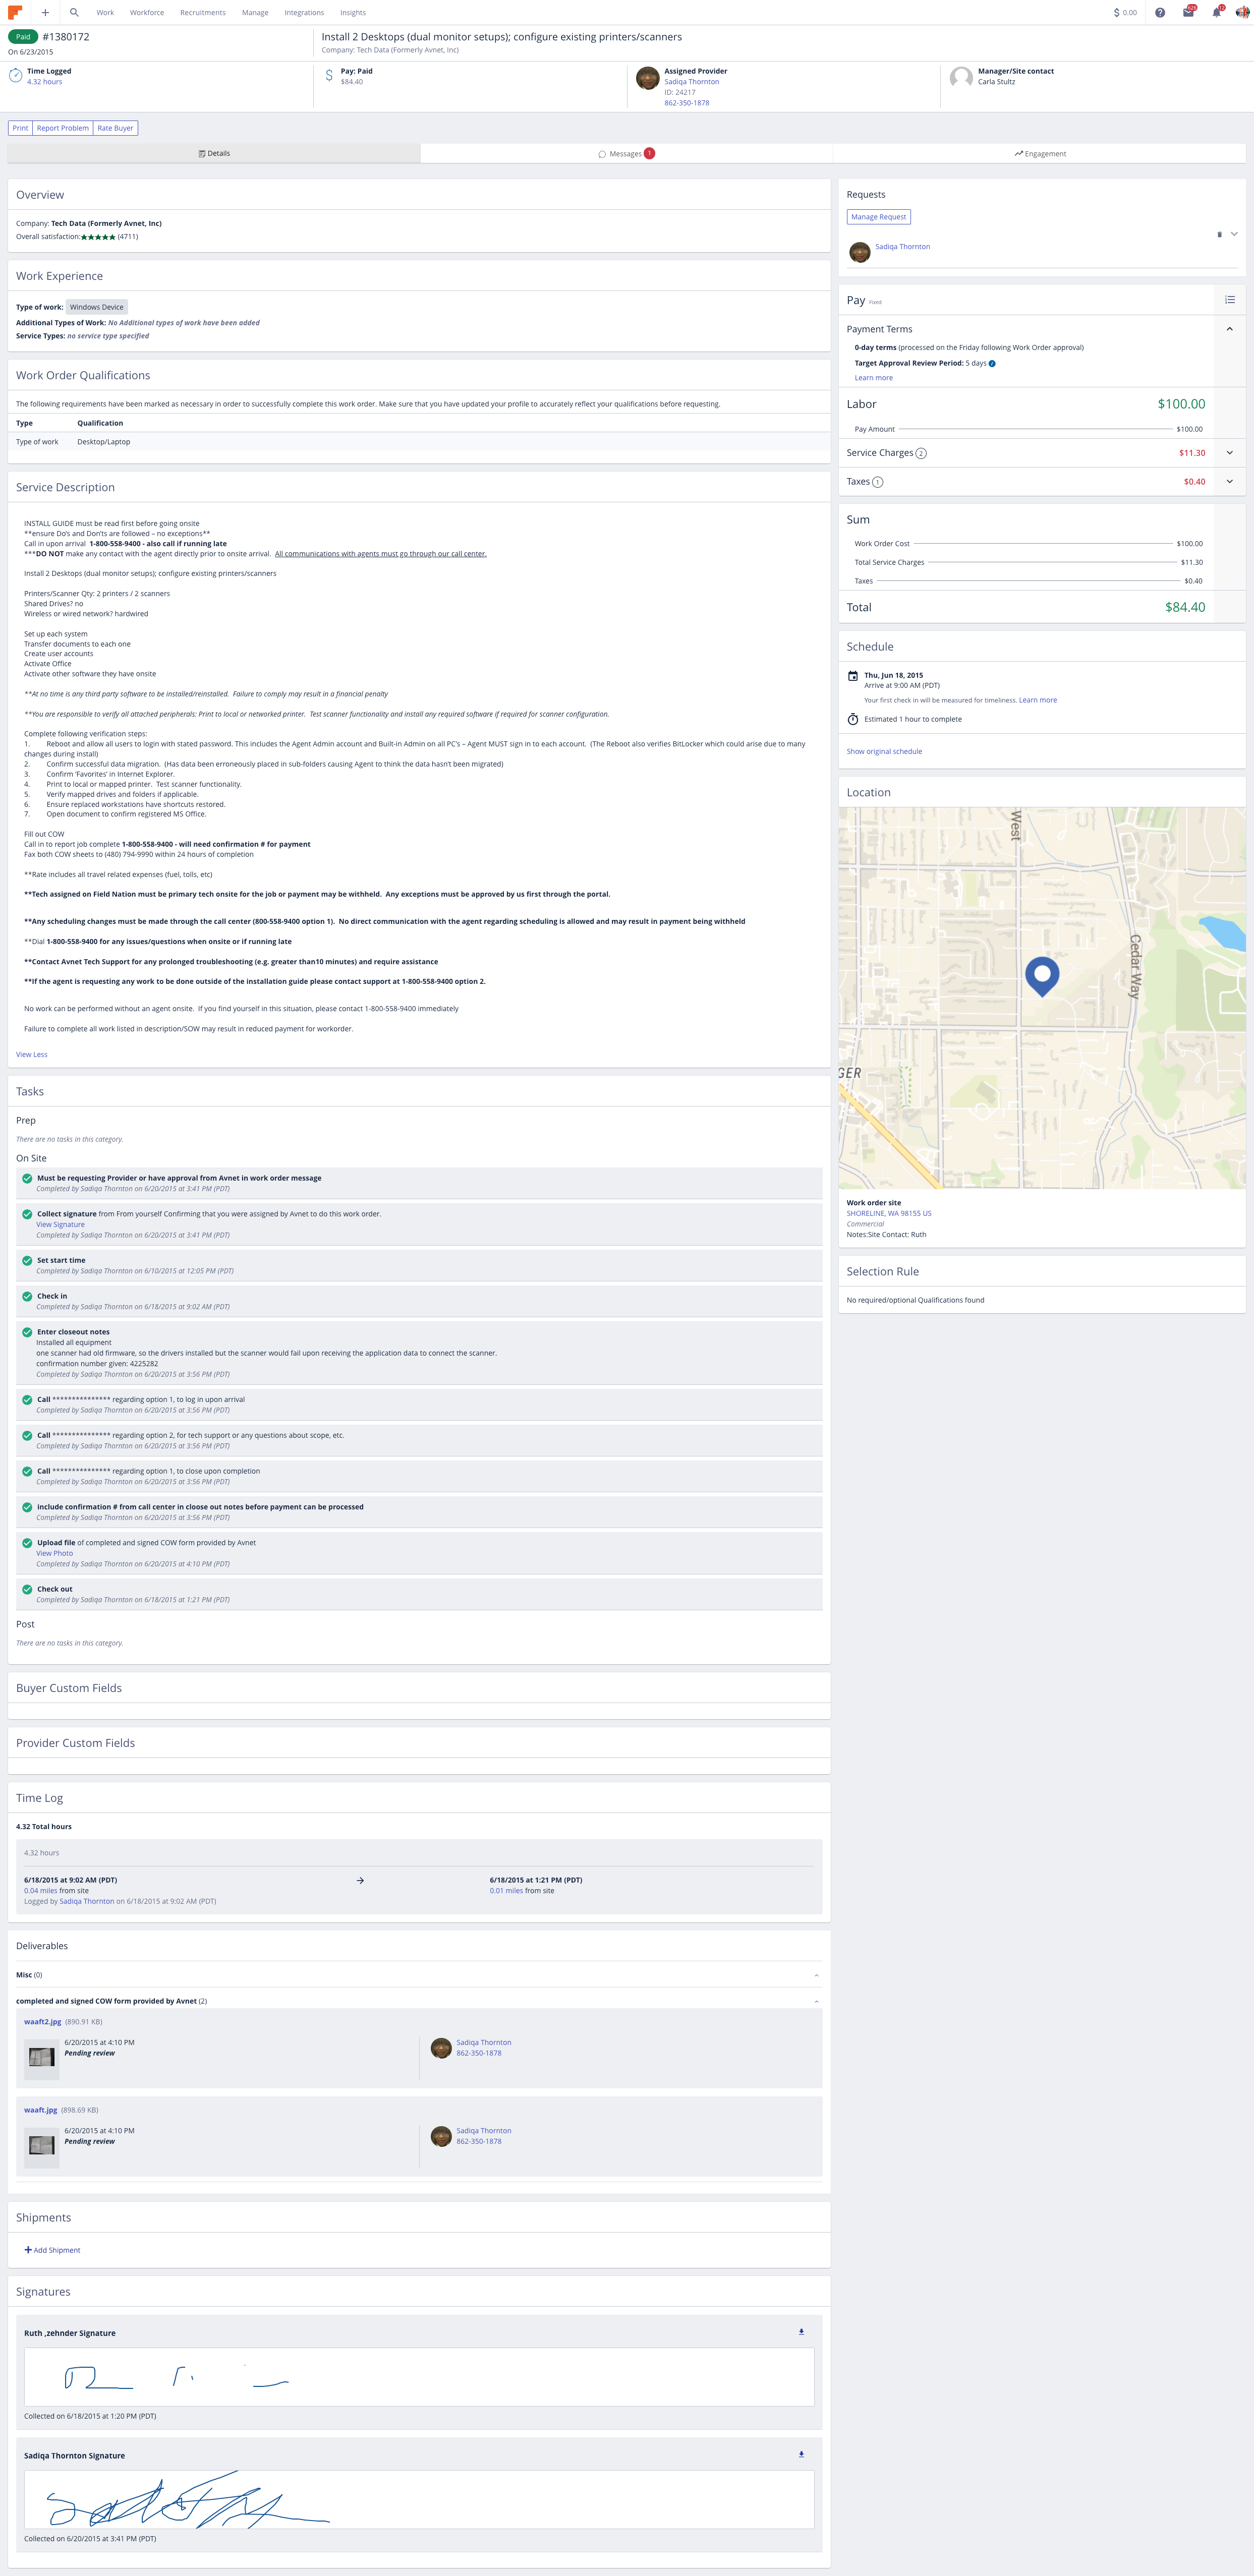 Work Workforce Recruitments Manage Integrations Insights $ 0.00
Paid #1380172
On 6/23/2015
Install 2 Desktops (dual monitor setups); configure existing printers/scanners
Company: Tech Data (Formerly Avnet, Inc)
Time Logged
4.32 hours
Pay: Paid
$84.40
Assigned Provider
Sadiqa Thornton
ID: 24217
862-350-1878
Manager/Site contact
Carla Stultz
Print Report Problem Rate Buyer
Details Messages 1 Engagement
Overview
Company: Tech Data (Formerly Avnet, Inc)
Overall satisfaction:★★★★★ (4711)
Work Experience
Type of work: Windows Device
Additional Types of Work: No Additional types of work have been added
Service Types: no service type specified
Work Order Qualifications
The following requirements have been marked as necessary in order to successfully complete this work order. Make sure that you have updated your profile to accurately reflect your qualifications before requesting.
Type Qualification
Type of work Desktop/Laptop
Service Description
INSTALL GUIDE must be read first before going onsite
**ensure Do's and Don'ts are followed – no exceptions**
Call in upon arrival 1-800-558-9400 - also call if running late
***DO NOT make any contact with the agent directly prior to onsite arrival. All communications with agents must go through our call center.
Install 2 Desktops (dual monitor setups); configure existing printers/scanners
Printers/Scanner Qty: 2 printers / 2 scanners
Shared Drives? no
Wireless or wired network? hardwired
Set up each system
Transfer documents to each one
Create user accounts
Activate Office
Activate other software they have onsite
**At no time is any third party software to be installed/reinstalled. Failure to comply may result in a financial penalty
**You are responsible to verify all attached peripherals: Print to local or networked printer. Test scanner functionality and install any required software if required for scanner configuration.
Complete following verification steps:
1. Reboot and allow all users to login with stated password. This includes the Agent Admin account and Built-in Admin on all PC's – Agent MUST sign in to each account. (The Reboot also verifies BitLocker which could arise due to many
changes during install)
2. Confirm successful data migration. (Has data been erroneously placed in sub-folders causing Agent to think the data hasn't been migrated)
3. Confirm 'Favorites' in Internet Explorer.
4. Print to local or mapped printer. Test scanner functionality.
5. Verify mapped drives and folders if applicable.
6. Ensure replaced workstations have shortcuts restored.
7. Open document to confirm registered MS Office.
Fill out COW
Call in to report job complete 1-800-558-9400 - will need confirmation # for payment
Fax both COW sheets to (480) 794-9990 within 24 hours of completion
**Rate includes all travel related expenses (fuel, tolls, etc)
**Tech assigned on Field Nation must be primary tech onsite for the job or payment may be withheld. Any exceptions must be approved by us first through the portal.
**Any scheduling changes must be made through the call center (800-558-9400 option 1). No direct communication with the agent regarding scheduling is allowed and may result in payment being withheld
**Dial 1-800-558-9400 for any issues/questions when onsite or if running late
**Contact Avnet Tech Support for any prolonged troubleshooting (e.g. greater than10 minutes) and require assistance
**If the agent is requesting any work to be done outside of the installation guide please contact support at 1-800-558-9400 option 2.
No work can be performed without an agent onsite. If you find yourself in this situation, please contact 1-800-558-9400 immediately
Failure to complete all work listed in description/SOW may result in reduced payment for workorder.
View Less
Tasks
Prep
There are no tasks in this category.
On Site
Must be requesting Provider or have approval from Avnet in work order message
Completed by Sadiqa Thornton on 6/20/2015 at 3:41 PM (PDT)
Collect signature from From yourself Confirming that you were assigned by Avnet to do this work order.
View Signature
Completed by Sadiqa Thornton on 6/20/2015 at 3:41 PM (PDT)
Set start time
Completed by Sadiqa Thornton on 6/10/2015 at 12:05 PM (PDT)
Check in
Completed by Sadiqa Thornton on 6/18/2015 at 9:02 AM (PDT)
Enter closeout notes
Installed all equipment
one scanner had old firmware, so the drivers installed but the scanner would fail upon receiving the application data to connect the scanner.
confirmation number given: 4225282
Completed by Sadiqa Thornton on 6/20/2015 at 3:56 PM (PDT)
Call *************** regarding option 1, to log in upon arrival
Completed by Sadiqa Thornton on 6/20/2015 at 3:56 PM (PDT)
Call *************** regarding option 2, for tech support or any questions about scope, etc.
Completed by Sadiqa Thornton on 6/20/2015 at 3:56 PM (PDT)
Call *************** regarding option 1, to close upon completion
Completed by Sadiqa Thornton on 6/20/2015 at 3:56 PM (PDT)
include confirmation # from call center in cloose out notes before payment can be processed
Completed by Sadiqa Thornton on 6/20/2015 at 3:56 PM (PDT)
Upload file of completed and signed COW form provided by Avnet
View Photo
Completed by Sadiqa Thornton on 6/20/2015 at 4:10 PM (PDT)
Check out
Completed by Sadiqa Thornton on 6/18/2015 at 1:21 PM (PDT)
Post
There are no tasks in this category.
Buyer Custom Fields
Provider Custom Fields
Time Log
4.32 Total hours
4.32 hours
6/18/2015 at 9:02 AM (PDT) → 6/18/2015 at 1:21 PM (PDT)
0.04 miles from site 0.01 miles from site
Logged by Sadiqa Thornton on 6/18/2015 at 9:02 AM (PDT)
Deliverables
Misc (0)
completed and signed COW form provided by Avnet (2)
waaft2.jpg (890.91 KB)
6/20/2015 at 4:10 PM Sadiqa Thornton
Pending review 862-350-1878
waaft.jpg (898.69 KB)
6/20/2015 at 4:10 PM Sadiqa Thornton
Pending review 862-350-1878
Shipments
Add Shipment
Signatures
Ruth ,zehnder Signature
Collected on 6/18/2015 at 1:20 PM (PDT)
Sadiqa Thornton Signature
Collected on 6/20/2015 at 3:41 PM (PDT)
Requests
Manage Request
Sadiqa Thornton
Pay Fixed
Payment Terms
0-day terms (processed on the Friday following Work Order approval)
Target Approval Review Period: 5 days
Learn more
Labor $100.00
Pay Amount $100.00
Service Charges 2 $11.30
Taxes 1 $0.40
Sum
Work Order Cost $100.00
Total Service Charges $11.30
Taxes $0.40
Total $84.40
Schedule
Thu, Jun 18, 2015
Arrive at 9:00 AM (PDT)
Your first check in will be measured for timeliness. Learn more
Estimated 1 hour to complete
Show original schedule
Location
West
Cedar Way
GER
Work order site
SHORELINE, WA 98155 US
Commercial
Notes:Site Contact: Ruth
Selection Rule
No required/optional Qualifications found